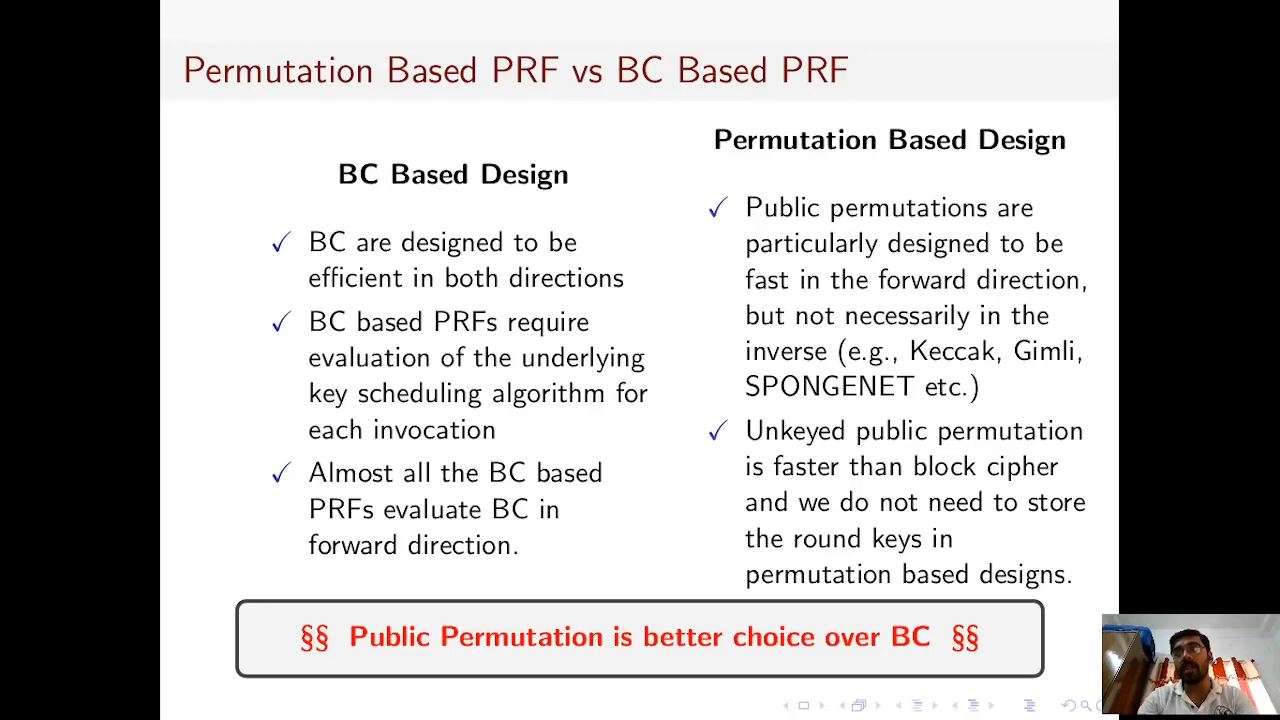 Permutation Based PRF vs BC Based PRF
BC Based Design
✓ BC are designed to be
efficient in both directions
✓ BC based PRFs require
evaluation of the underlying
key scheduling algorithm for
each invocation
✓ Almost all the BC based
PRFs evaluate BC in
forward direction.
Permutation Based Design
✓ Public permutations are
particularly designed to be
fast in the forward direction,
but not necessarily in the
inverse (e.g., Keccak, Gimli,
SPONGENET etc.)
✓ Unkeyed public permutation
is faster than block cipher
and we do not need to store
the round keys in
permutation based designs.
§§ Public Permutation is better choice over BC §§